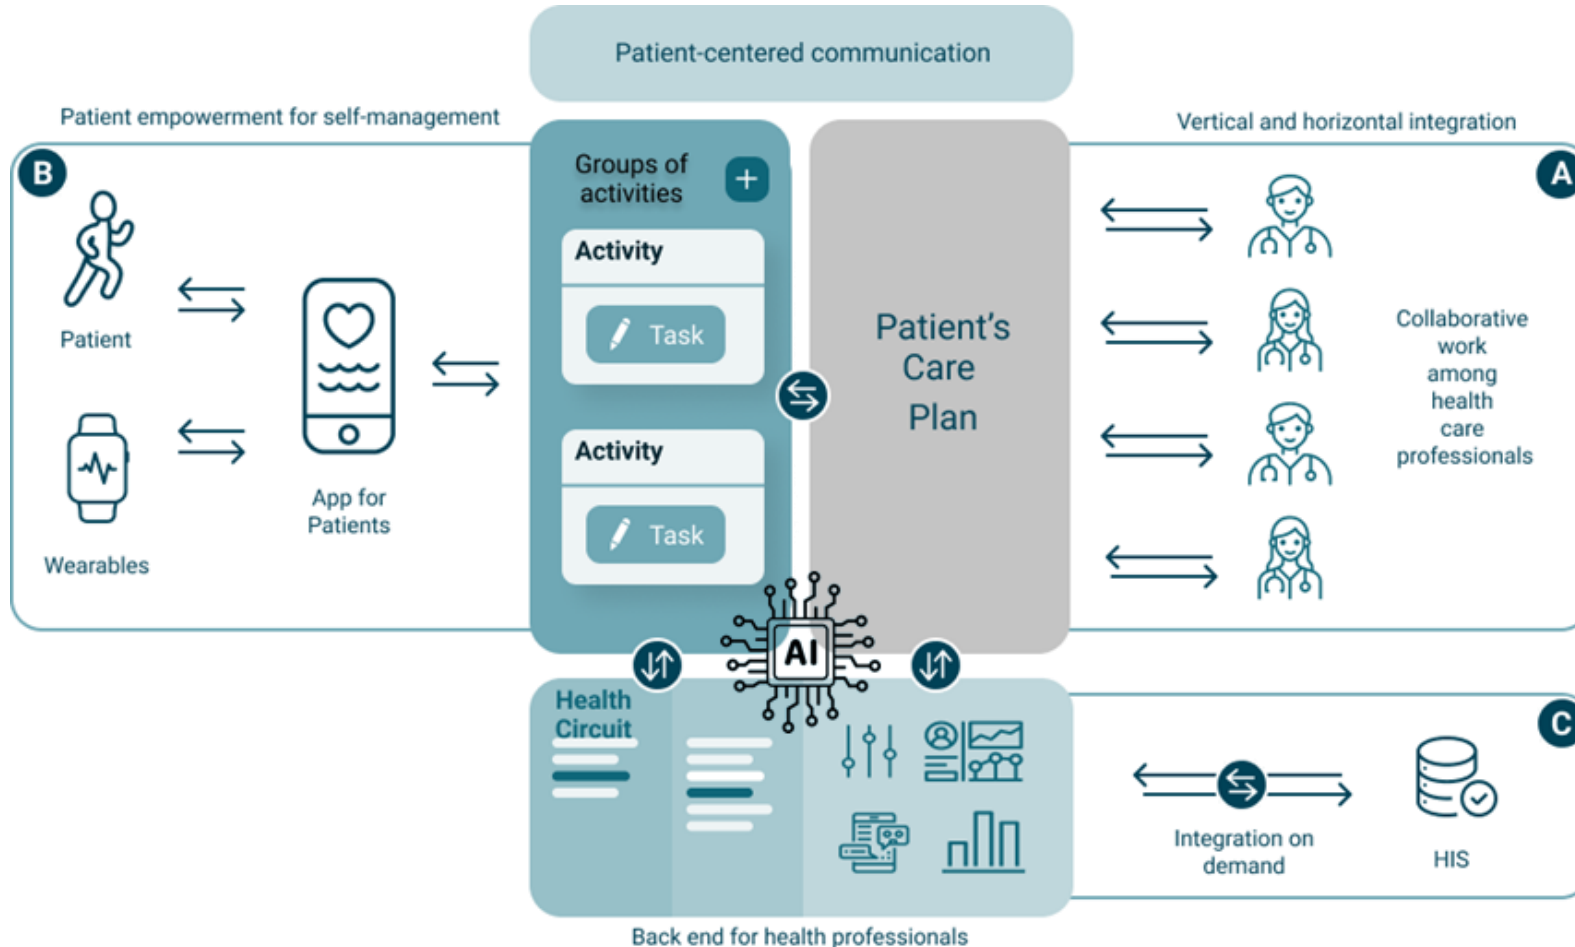 Patient-centered communication
Patient empowerment for self-management
Vertical and horizontal integration
B
Patient
Wearables
App for
Patients
Groups of
activities
+
Activity
Task
Activity
Task
Patient's
Care
Plan
A
Collaborative
work
among
health
care
professionals
AI
Health
Circuit
C
Integration on
demand
HIS
Back end for health professionals